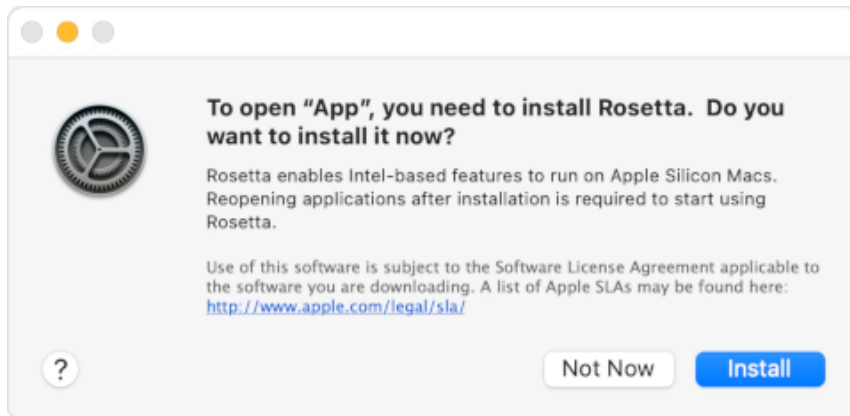 To open “App”, you need to install Rosetta.  Do you
want to install it now?
Rosetta enables Intel-based features to run on Apple Silicon Macs.
Reopening applications after installation is required to start using
Rosetta.
Use of this software is subject to the Software License Agreement applicable to
the software you are downloading. A list of Apple SLAs may be found here:
http://www.apple.com/legal/sla/
?
Not Now
Install